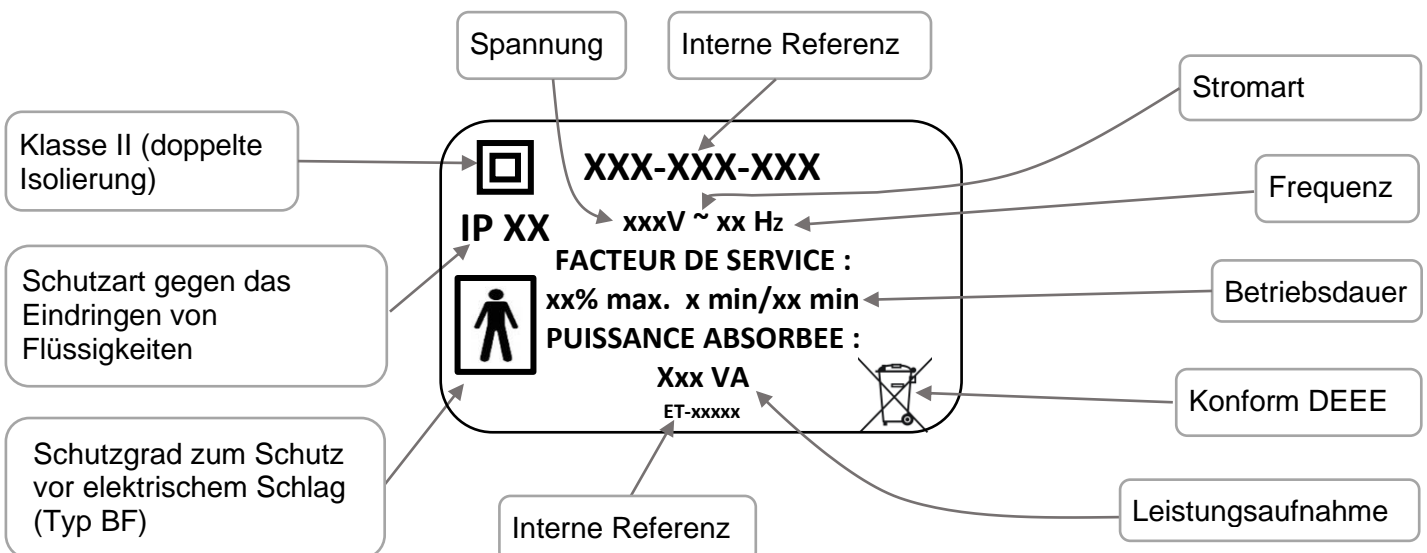 Spannung
Interne Referenz
Stromart
Klasse II (doppelte
Isolierung)
XXX-XXX-XXX
Frequenz
IP XX
xxxV ~ xx Hz
Schutzart gegen das
Eindringen von
Flüssigkeiten
FACTEUR DE SERVICE :
xx% max. x min/xx min
Betriebsdauer
PUISSANCE ABSORBEE :
Xxx VA
Konform DEEE
ET-xxxxx
Schutzgrad zum Schutz
vor elektrischem Schlag
(Typ BF)
Interne Referenz
Leistungsaufnahme